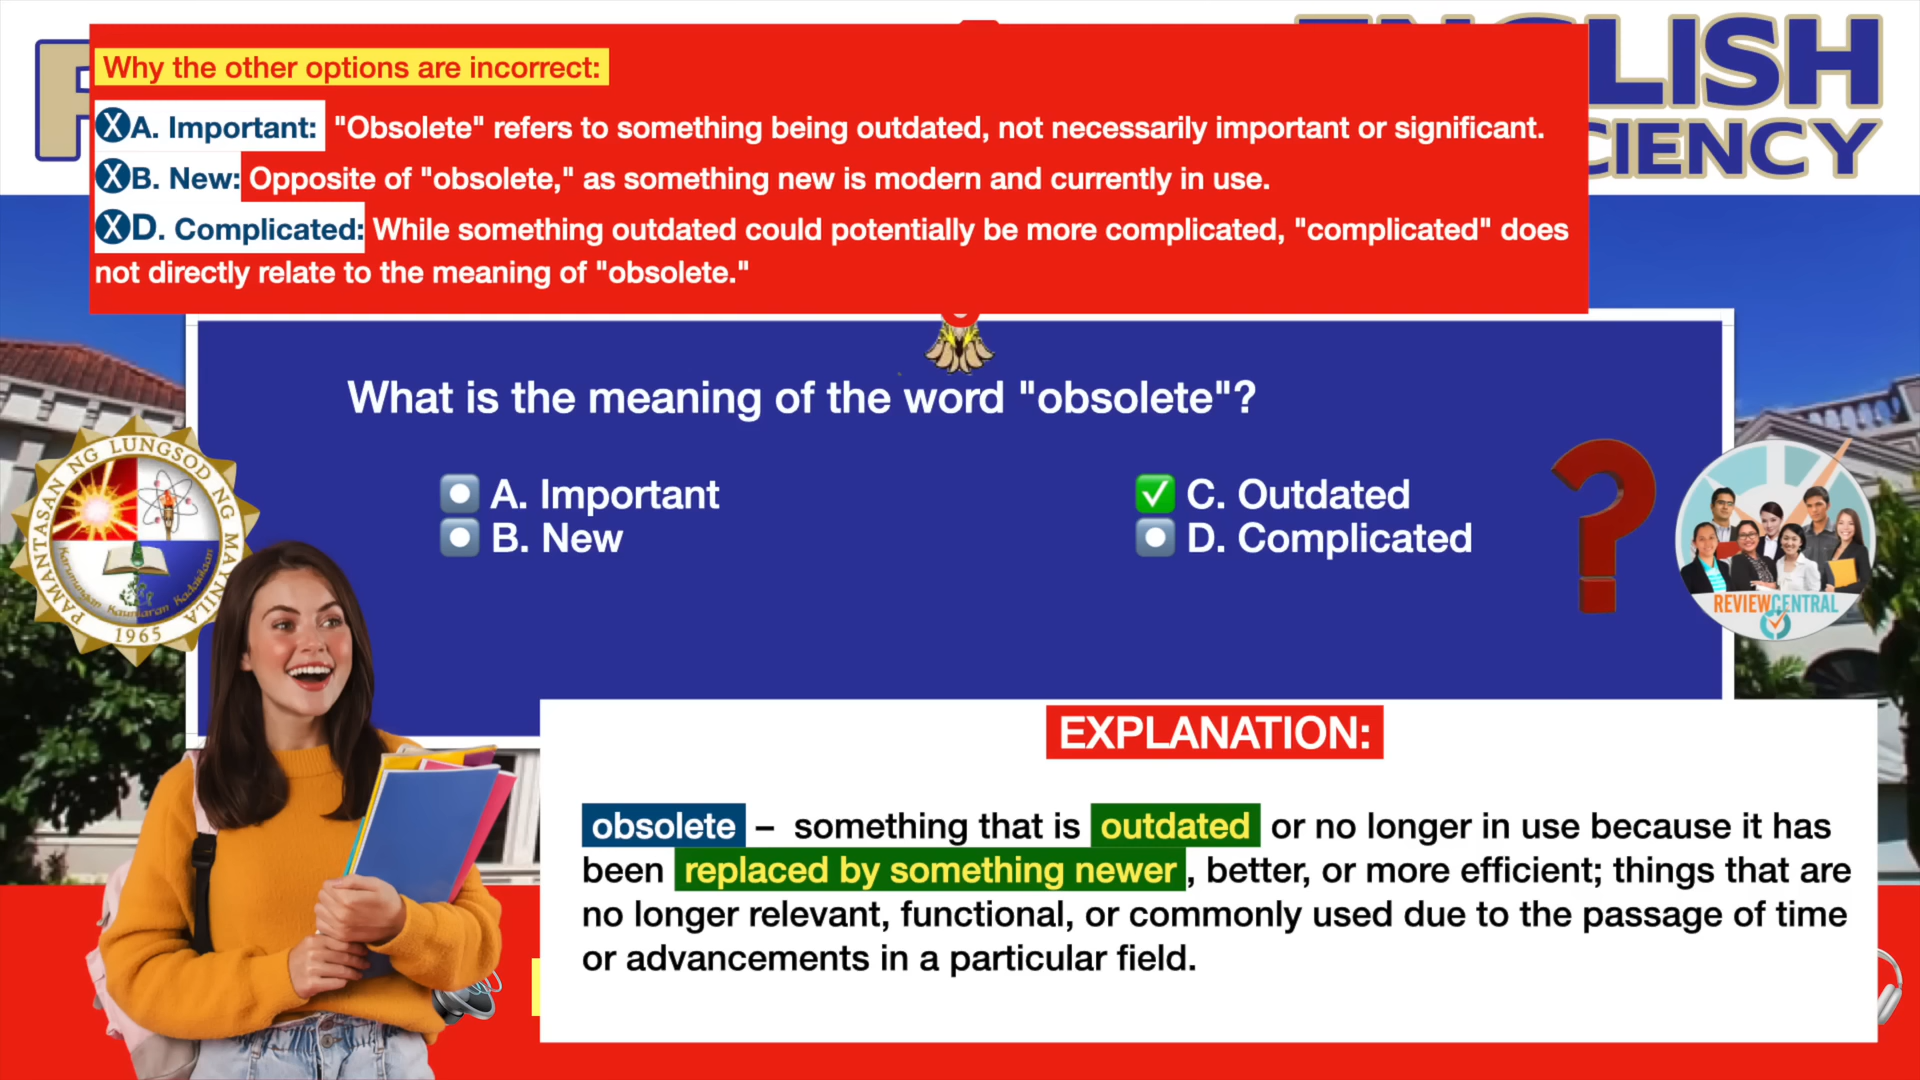 ENGLISH
CIENCY
Why the other options are incorrect:
A. Important: "Obsolete" refers to something being outdated, not necessarily important or significant.
B. New: Opposite of "obsolete," as something new is modern and currently in use.
D. Complicated: While something outdated could potentially be more complicated, "complicated" does
not directly relate to the meaning of "obsolete."
What is the meaning of the word "obsolete"?
A. Important
B. New
C. Outdated
D. Complicated
?
PAMANTASAN NG LUNGSOD NG MAYNILA
Karunungan Kaunlaran Kadakilaan
1965
REVIEWCENTRAL
EXPLANATION:
obsolete – something that is outdated or no longer in use because it has
been replaced by something newer, better, or more efficient; things that are
no longer relevant, functional, or commonly used due to the passage of time
or advancements in a particular field.